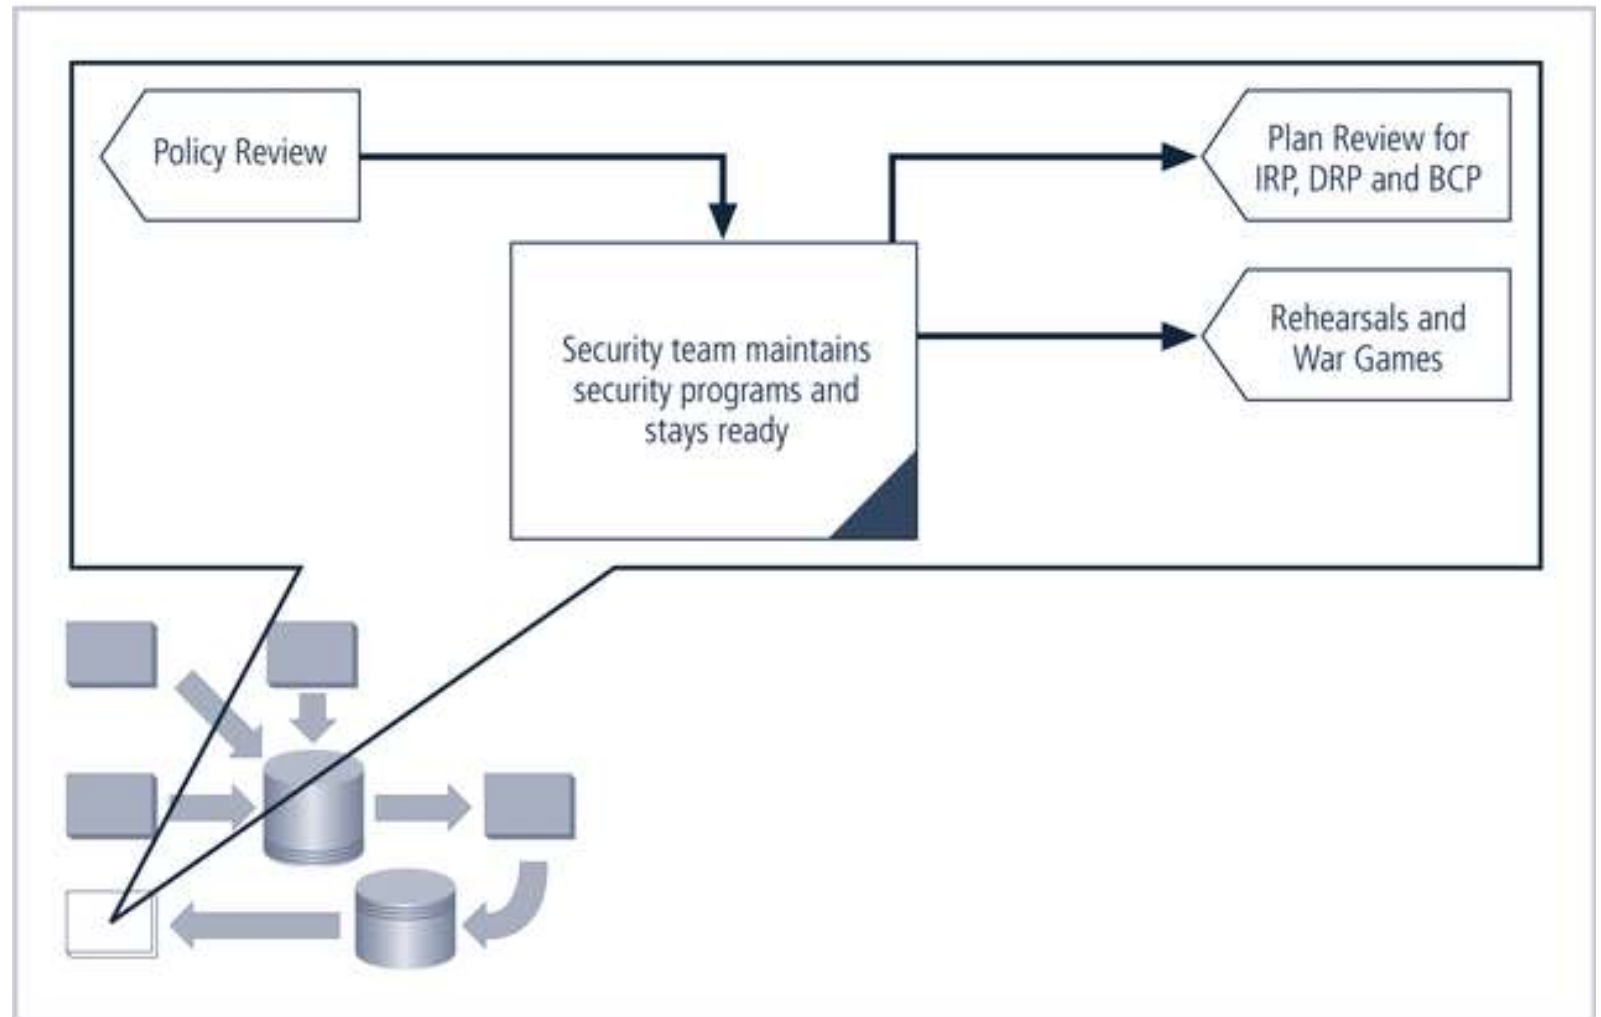 Policy Review
Plan Review for
IRP, DRP and BCP
Security team maintains
security programs and
stays ready
Rehearsals and
War Games